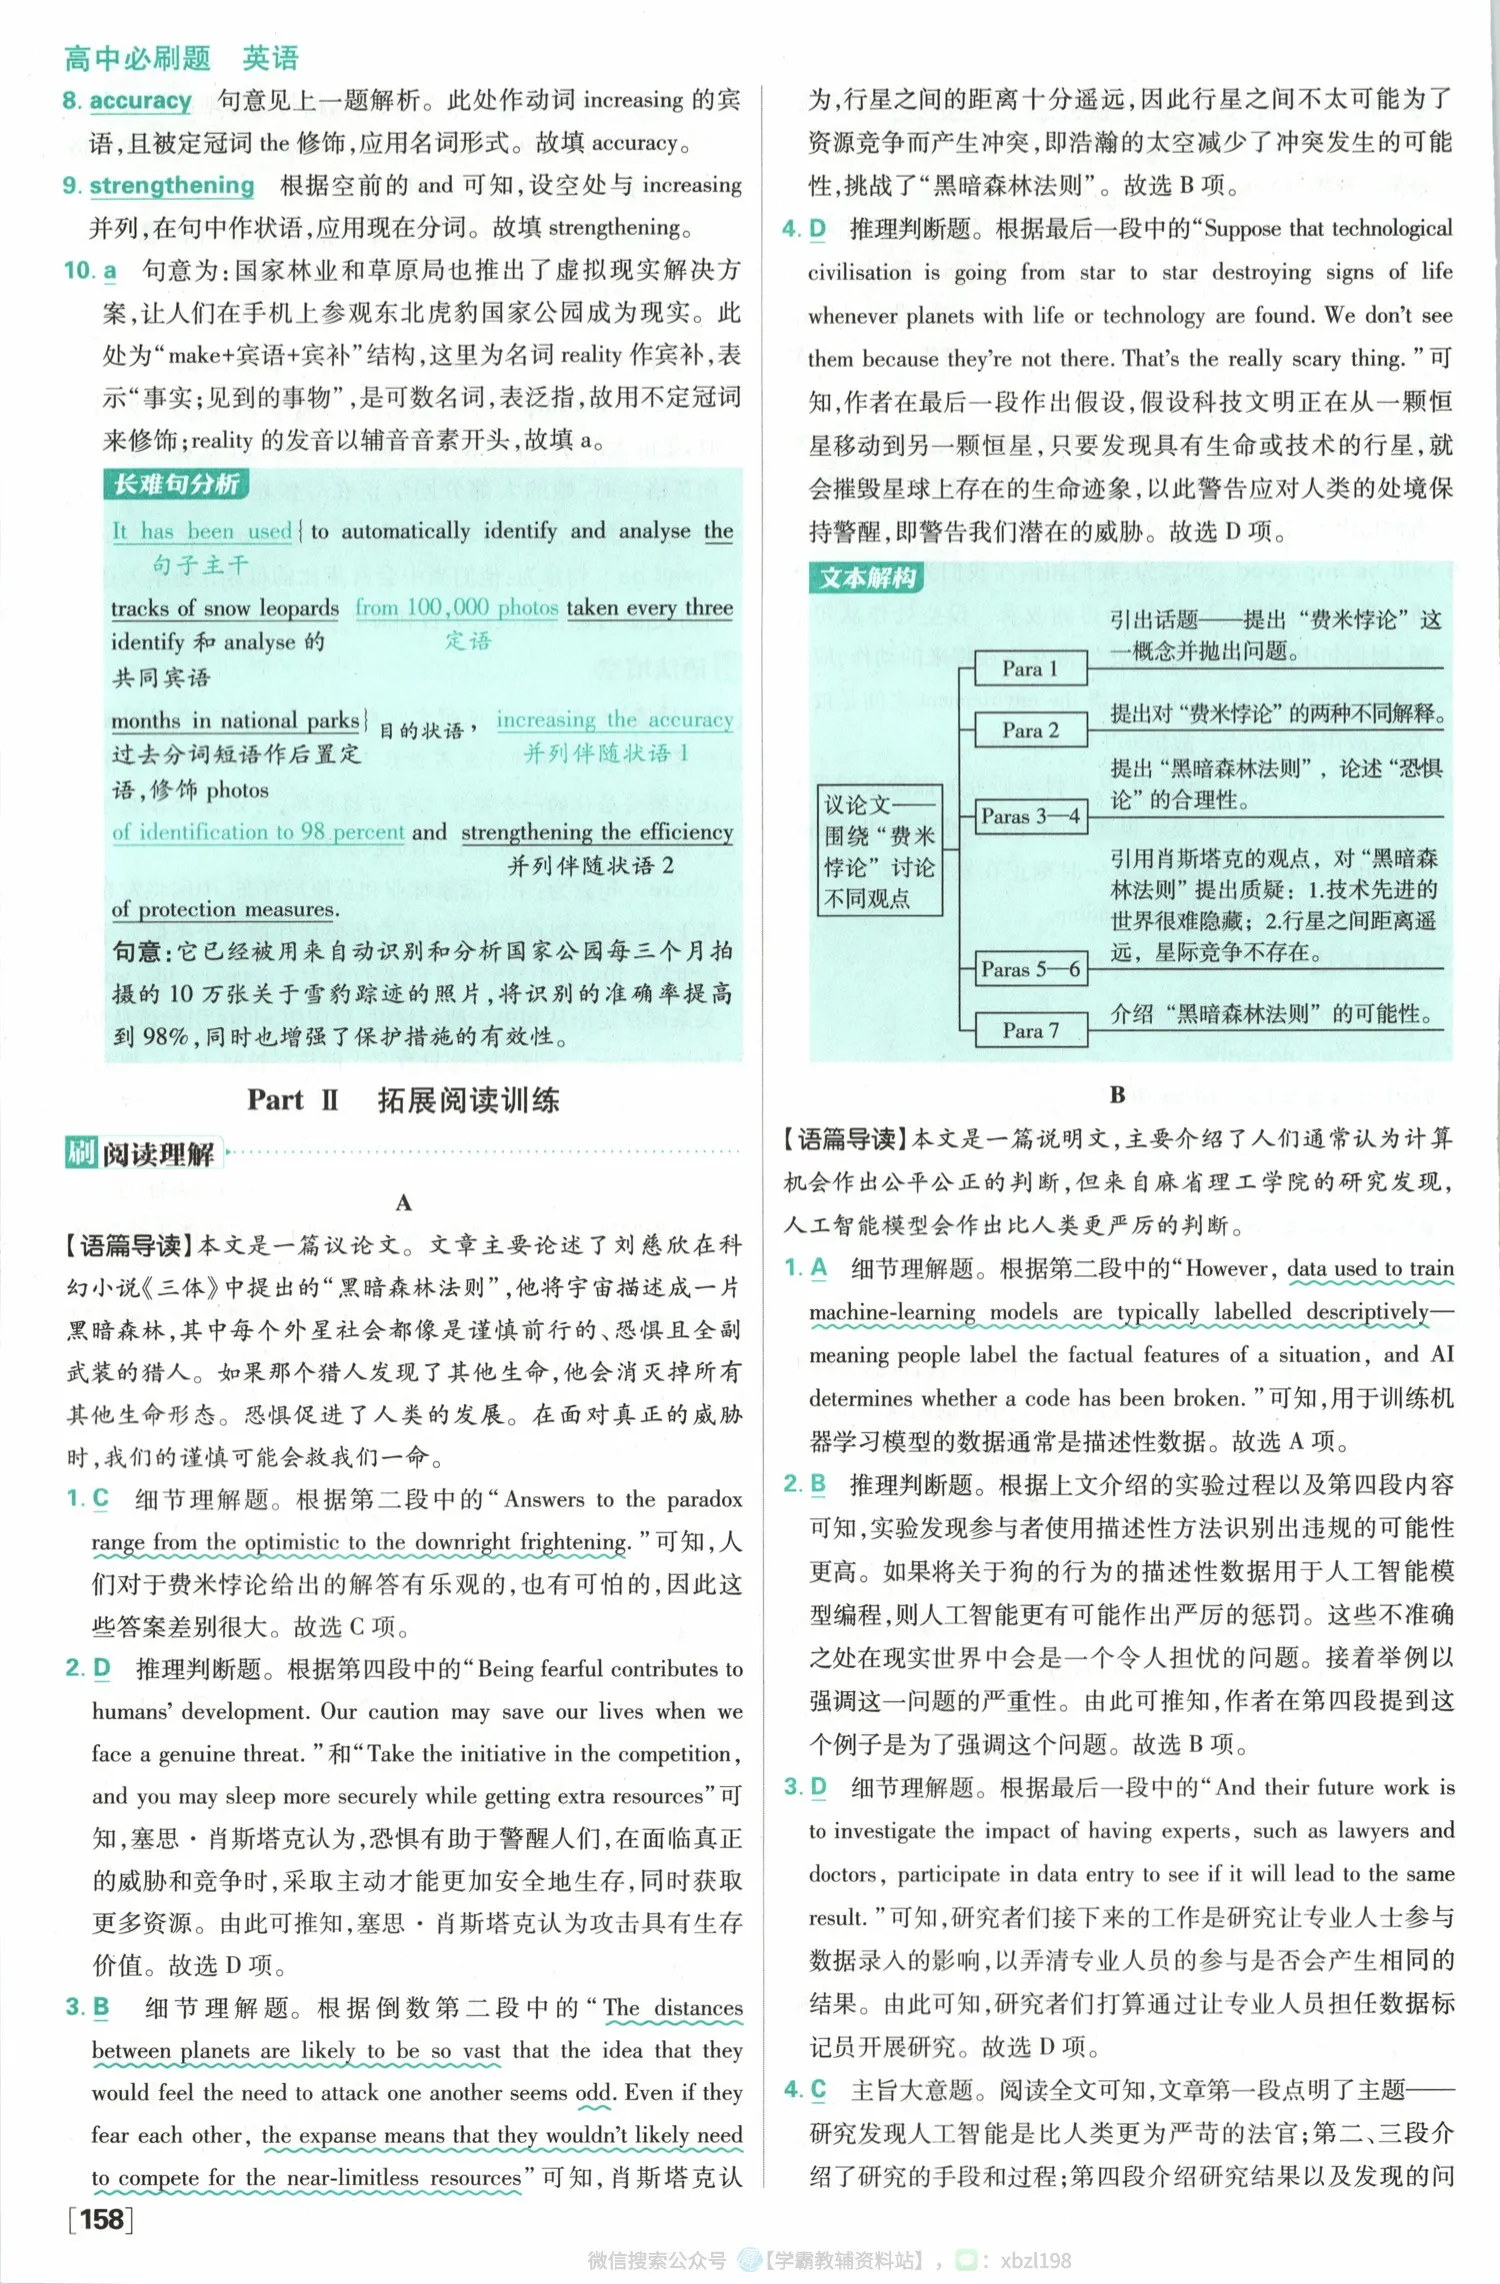 高中必刷题 英语
8. accuracy 句意见上一题解析。此处作动词 increasing 的宾
语,且被定冠词 the 修饰,应用名词形式。故填 accuracy。
9. strengthening 根据空前的 and 可知,设空处与 increasing
并列,在句中作状语,应用现在分词。故填 strengthening。
10. a 句意为:国家林业和草原局也推出了虚拟现实解决方
案,让人们在手机上参观东北虎豹国家公园成为现实。此
处为“make+宾语+宾补”结构,这里为名词 reality 作宾补,表
示“事实;见到的事物”,是可数名词,表泛指,故用不定冠词
来修饰;reality 的发音以辅音音素开头,故填 a。
长难句分析
It has been used{to automatically identify and analyse the
句子主干
tracks of snow leopards from 100,000 photos taken every three
identify 和 analyse 的 定语
共同宾语
months in national parks}目的状语, increasing the accuracy
过去分词短语作后置定 并列伴随状语 1
语,修饰 photos
of identification to 98 percent and strengthening the efficiency
并列伴随状语 2
of protection measures.
句意:它已经被用来自动识别和分析国家公园每三个月拍
摄的 10 万张关于雪豹踪迹的照片,将识别的准确率提高
到 98%,同时也增强了保护措施的有效性。
Part Ⅱ 拓展阅读训练
刷 阅读理解
A
【语篇导读】本文是一篇议论文。文章主要论述了刘慈欣在科
幻小说《三体》中提出的“黑暗森林法则”,他将宇宙描述成一片
黑暗森林,其中每个外星社会都像是谨慎前行的、恐惧且全副
武装的猎人。如果那个猎人发现了其他生命,他会消灭掉所有
其他生命形态。恐惧促进了人类的发展。在面对真正的威胁
时,我们的谨慎可能会救我们一命。
1. C 细节理解题。根据第二段中的“Answers to the paradox
range from the optimistic to the downright frightening.”可知,人
们对于费米悖论给出的解答有乐观的,也有可怕的,因此这
些答案差别很大。故选 C 项。
2. D 推理判断题。根据第四段中的“Being fearful contributes to
humans’ development. Our caution may save our lives when we
face a genuine threat.”和“Take the initiative in the competition,
and you may sleep more securely while getting extra resources”可
知,塞思·肖斯塔克认为,恐惧有助于警醒人们,在面临真正
的威胁和竞争时,采取主动才能更加安全地生存,同时获取
更多资源。由此可推知,塞思·肖斯塔克认为攻击具有生存
价值。故选 D 项。
3. B 细节理解题。根据倒数第二段中的“The distances
between planets are likely to be so vast that the idea that they
would feel the need to attack one another seems odd. Even if they
fear each other, the expanse means that they wouldn’t likely need
to compete for the near-limitless resources”可知,肖斯塔克认
[158]
为,行星之间的距离十分遥远,因此行星之间不太可能为了
资源竞争而产生冲突,即浩瀚的太空减少了冲突发生的可能
性,挑战了“黑暗森林法则”。故选 B 项。
4. D 推理判断题。根据最后一段中的“Suppose that technological
civilisation is going from star to star destroying signs of life
whenever planets with life or technology are found. We don’t see
them because they’re not there. That’s the really scary thing.”可
知,作者在最后一段作出假设,假设科技文明正在从一颗恒
星移动到另一颗恒星,只要发现具有生命或技术的行星,就
会摧毁星球上存在的生命迹象,以此警告应对人类的处境保
持警醒,即警告我们潜在的威胁。故选 D 项。
文本解构
议论文——
围绕“费米
悖论”讨论
不同观点
引出话题——提出“费米悖论”这
一概念并抛出问题。
Para 1
提出对“费米悖论”的两种不同解释。
Para 2
提出“黑暗森林法则”,论述“恐惧
论”的合理性。
Paras 3—4
引用肖斯塔克的观点,对“黑暗森
林法则”提出质疑:1.技术先进的
世界很难隐藏;2.行星之间距离遥
远,星际竞争不存在。
Paras 5—6
介绍“黑暗森林法则”的可能性。
Para 7
B
【语篇导读】本文是一篇说明文,主要介绍了人们通常认为计算
机会作出公平公正的判断,但来自麻省理工学院的研究发现,
人工智能模型会作出比人类更严厉的判断。
1. A 细节理解题。根据第二段中的“However, data used to train
machine-learning models are typically labelled descriptively—
meaning people label the factual features of a situation, and AI
determines whether a code has been broken.”可知,用于训练机
器学习模型的数据通常是描述性数据。故选 A 项。
2. B 推理判断题。根据上文介绍的实验过程以及第四段内容
可知,实验发现参与者使用描述性方法识别出违规的可能性
更高。如果将关于狗的行为的描述性数据用于人工智能模
型编程,则人工智能更有可能作出严厉的惩罚。这些不准确
之处在现实世界中会是一个令人担忧的问题。接着举例以
强调这一问题的严重性。由此可推知,作者在第四段提到这
个例子是为了强调这个问题。故选 B 项。
3. D 细节理解题。根据最后一段中的“And their future work is
to investigate the impact of having experts, such as lawyers and
doctors, participate in data entry to see if it will lead to the same
result.”可知,研究者们接下来的工作是研究让专业人士参与
数据录入的影响,以弄清专业人员的参与是否会产生相同的
结果。由此可知,研究者们打算通过让专业人员担任数据标
记员开展研究。故选 D 项。
4. C 主旨大意题。阅读全文可知,文章第一段点明了主题——
研究发现人工智能是比人类更为严苛的法官;第二、三段介
绍了研究的手段和过程;第四段介绍研究结果以及发现的问
微信搜索公众号【学霸教辅资料站】,:xbzl198